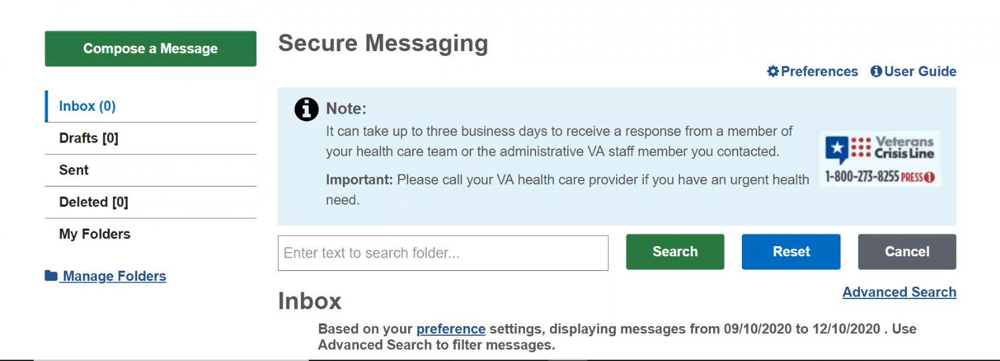 Compose a Message
Inbox (0)
Drafts [0]
Sent
Deleted [0]
My Folders
Manage Folders
Secure Messaging
Preferences
User Guide
Note:
It can take up to three business days to receive a response from a member of
your health care team or the administrative VA staff member you contacted.
Important: Please call your VA health care provider if you have an urgent health
need.
Veterans
Crisis Line
1-800-273-8255 PRESS 1
Enter text to search folder...
Search
Reset
Cancel
Advanced Search
Inbox
Based on your preference settings, displaying messages from 09/10/2020 to 12/10/2020 . Use
Advanced Search to filter messages.